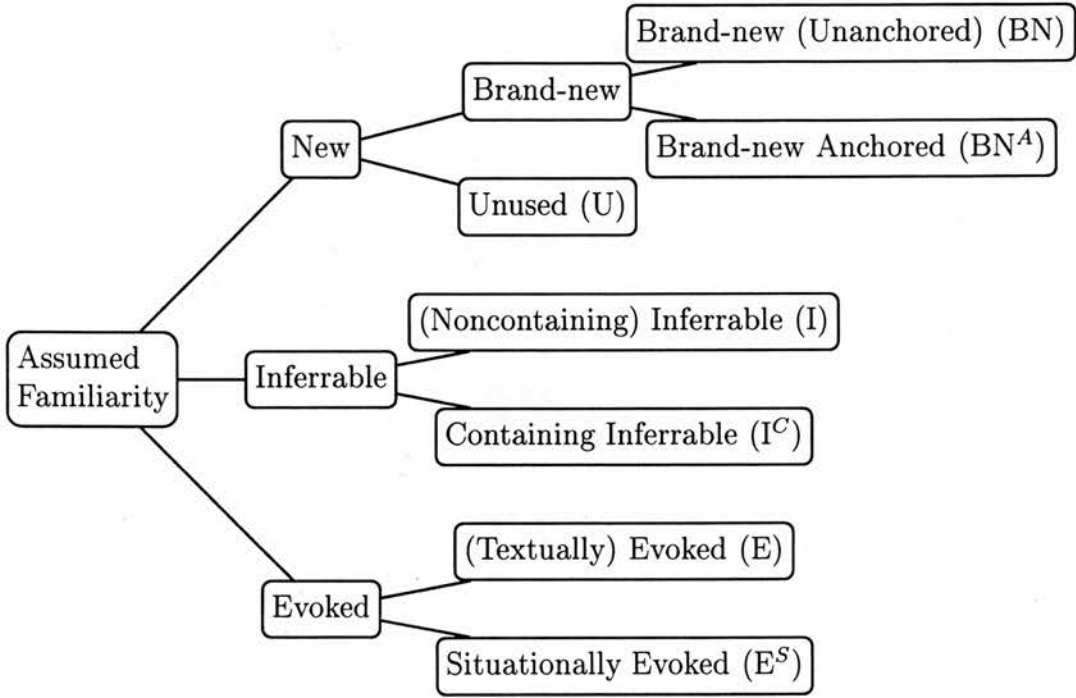 Brand-new (Unanchored) (BN)
Brand-new
Brand-new Anchored (BN^A)
New
Unused (U)
(Noncontaining) Inferrable (I)
Assumed
Familiarity
Inferrable
Containing Inferrable (I^C)
(Textually) Evoked (E)
Evoked
Situationally Evoked (E^S)